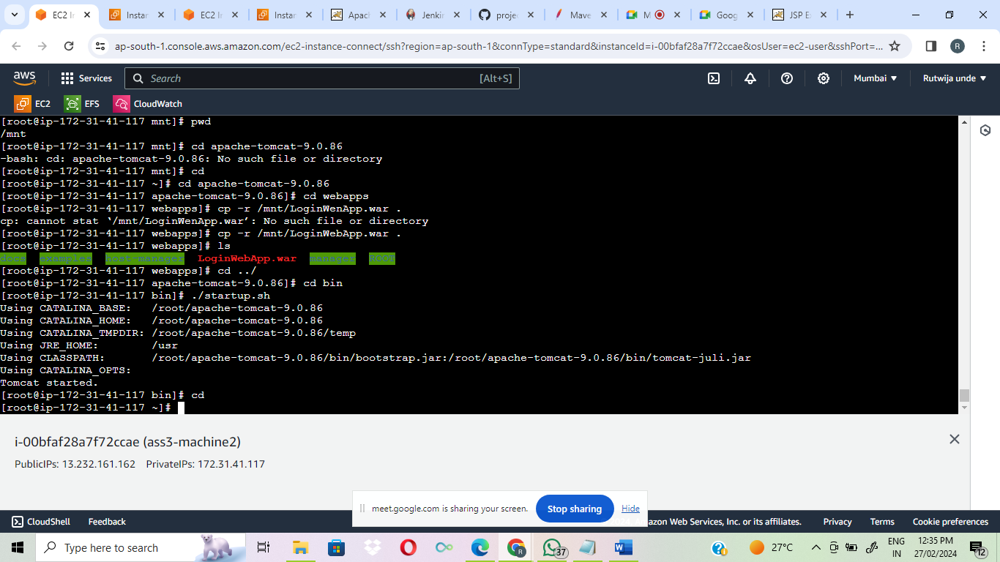 EC2 In
Instan
EC2 In
Instan
Apach
Jenkin
proje
Mave
M
Goog
JSP Ex
ap-south-1.console.aws.amazon.com/ec2-instance-connect/ssh?region=ap-south-1&connType=standard&instanceId=i-00bfaf28a7f72ccae&osUser=ec2-user&sshPort=...
R
aws
Services
Search
[Alt+S]
Mumbai
Rutwija unde
EC2
EFS
CloudWatch
[root@ip-172-31-41-117 mnt]# pwd
/mnt
[root@ip-172-31-41-117 mnt]# cd apache-tomcat-9.0.86
-bash: cd: apache-tomcat-9.0.86: No such file or directory
[root@ip-172-31-41-117 mnt]# cd
[root@ip-172-31-41-117 ~]# cd apache-tomcat-9.0.86
[root@ip-172-31-41-117 apache-tomcat-9.0.86]# cd webapps
[root@ip-172-31-41-117 webapps]# cp -r /mnt/LoginWenApp.war .
cp: cannot stat ‘/mnt/LoginWenApp.war’: No such file or directory
[root@ip-172-31-41-117 webapps]# cp -r /mnt/LoginWebApp.war .
[root@ip-172-31-41-117 webapps]# ls
docs examples host-manager LoginWebApp.war manager ROOT
[root@ip-172-31-41-117 webapps]# cd ../
[root@ip-172-31-41-117 apache-tomcat-9.0.86]# cd bin
[root@ip-172-31-41-117 bin]# ./startup.sh
Using CATALINA_BASE: /root/apache-tomcat-9.0.86
Using CATALINA_HOME: /root/apache-tomcat-9.0.86
Using CATALINA_TMPDIR: /root/apache-tomcat-9.0.86/temp
Using JRE_HOME: /usr
Using CLASSPATH: /root/apache-tomcat-9.0.86/bin/bootstrap.jar:/root/apache-tomcat-9.0.86/bin/tomcat-juli.jar
Using CATALINA_OPTS:
Tomcat started.
[root@ip-172-31-41-117 bin]# cd
[root@ip-172-31-41-117 ~]#
i-00bfaf28a7f72ccae (ass3-machine2)
PublicIPs: 13.232.161.162 PrivateIPs: 172.31.41.117
meet.google.com is sharing your screen.
Stop sharing
Hide
CloudShell
Feedback
azon Web Services, Inc. or its affiliates.
Privacy
Terms
Cookie preferences
Type here to search
37
27°C
ENG
IN
12:35 PM
27/02/2024
12